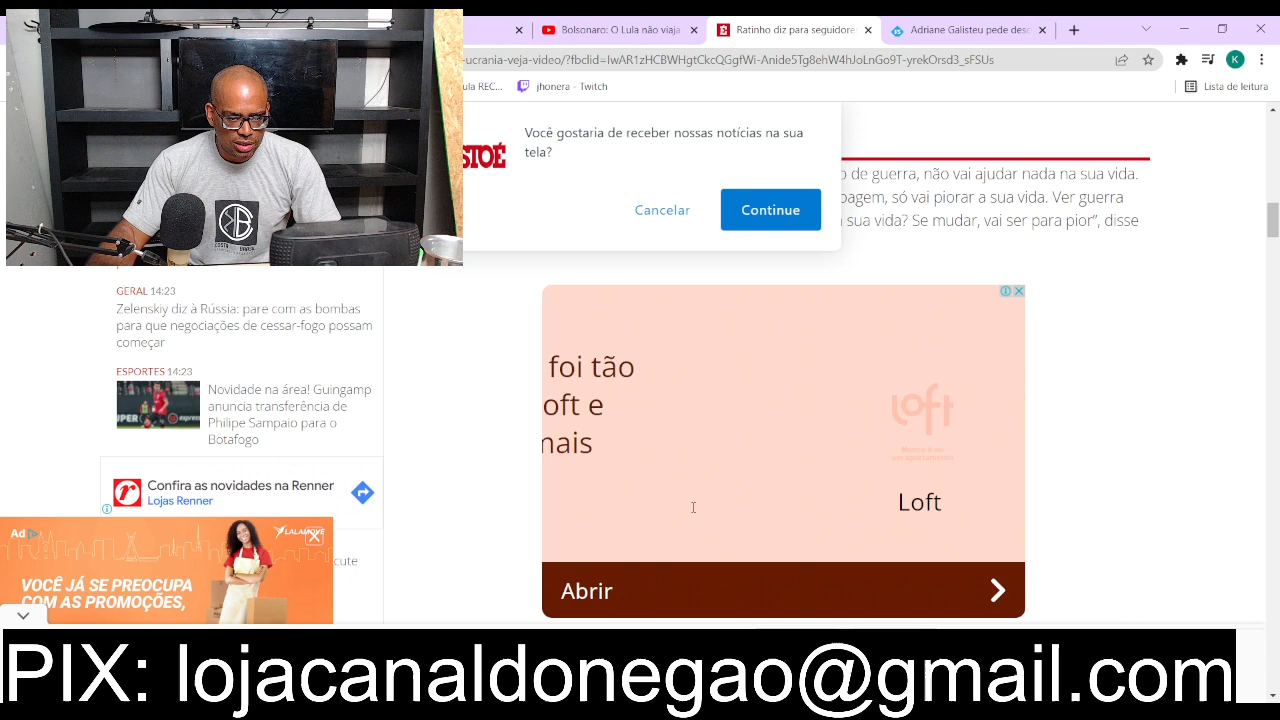 Bolsonaro: O Lula não viaja
Ratinho diz para seguidore
Adriane Galisteu pede desc
ucrania-veja-video/?fbclid=IwAR1zHCBWHgtCkcQGgfWi-Anide5Tg8ehW4hJoLnGo9T-yrekOrsd3_sFSUs
K
ula REC...
jhonera - Twitch
Lista de leitura
Você gostaria de receber nossas notícias na sua
tela?
Cancelar
Continue
STOÉ
o de guerra, não vai ajudar nada na sua vida.
pagem, só vai piorar a sua vida. Ver guerra
sua vida? Se mudar, vai ser para pior”, disse
GERAL 14:23
Zelenskiy diz à Rússia: pare com as bombas
para que negociações de cessar-fogo possam
começar
ESPORTES 14:23
Novidade na área! Guingamp
anuncia transferência de
Philipe Sampaio para o
Botafogo
Confira as novidades na Renner
Lojas Renner
cute
Ad
LALAMOVE
VOCÊ JÁ SE PREOCUPA
COM AS PROMOÇÕES,
foi tão
oft e
mais
loft
Loft
Abrir
PIX: lojacanaldonegao@gmail.com